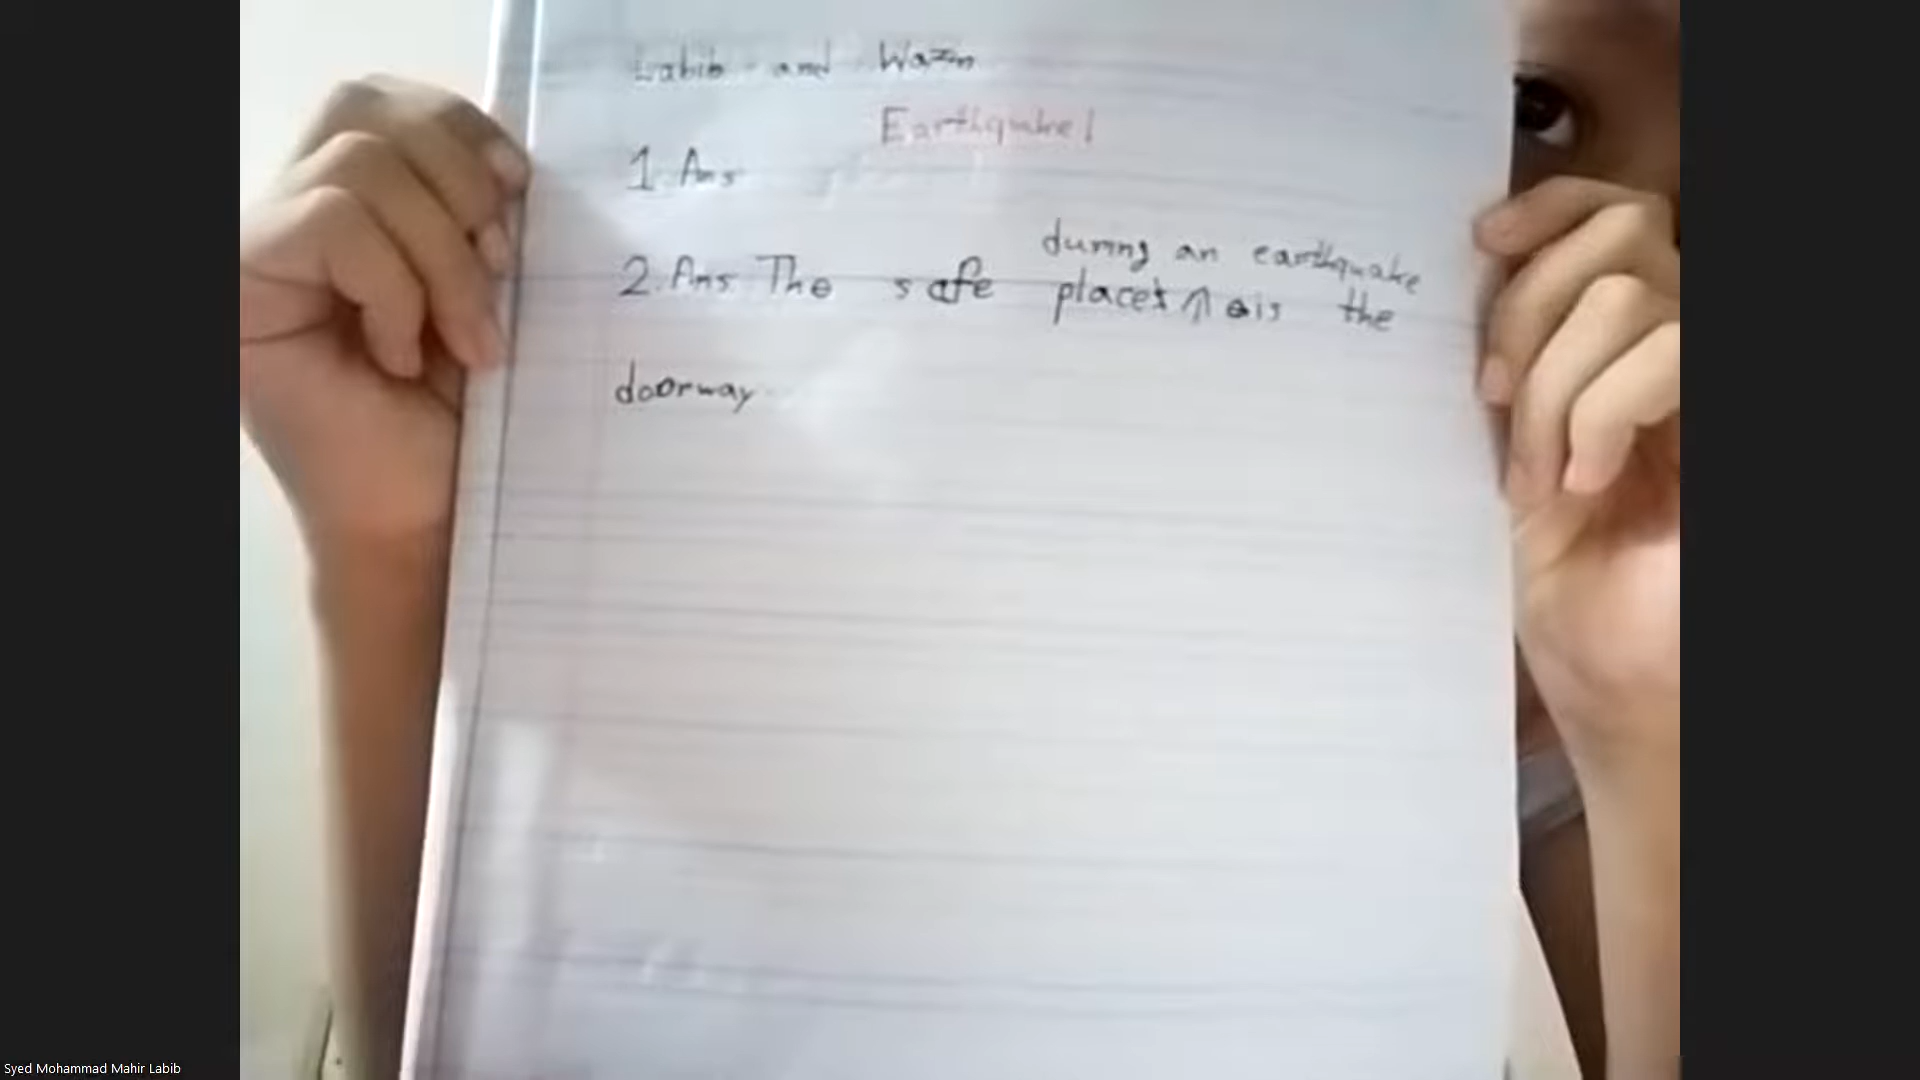 Labib and Wazin
Earthquake!
1. Ans
during an earthquake
2. Ans The safe places ↑ is the
doorway
Syed Mohammad Mahir Labib